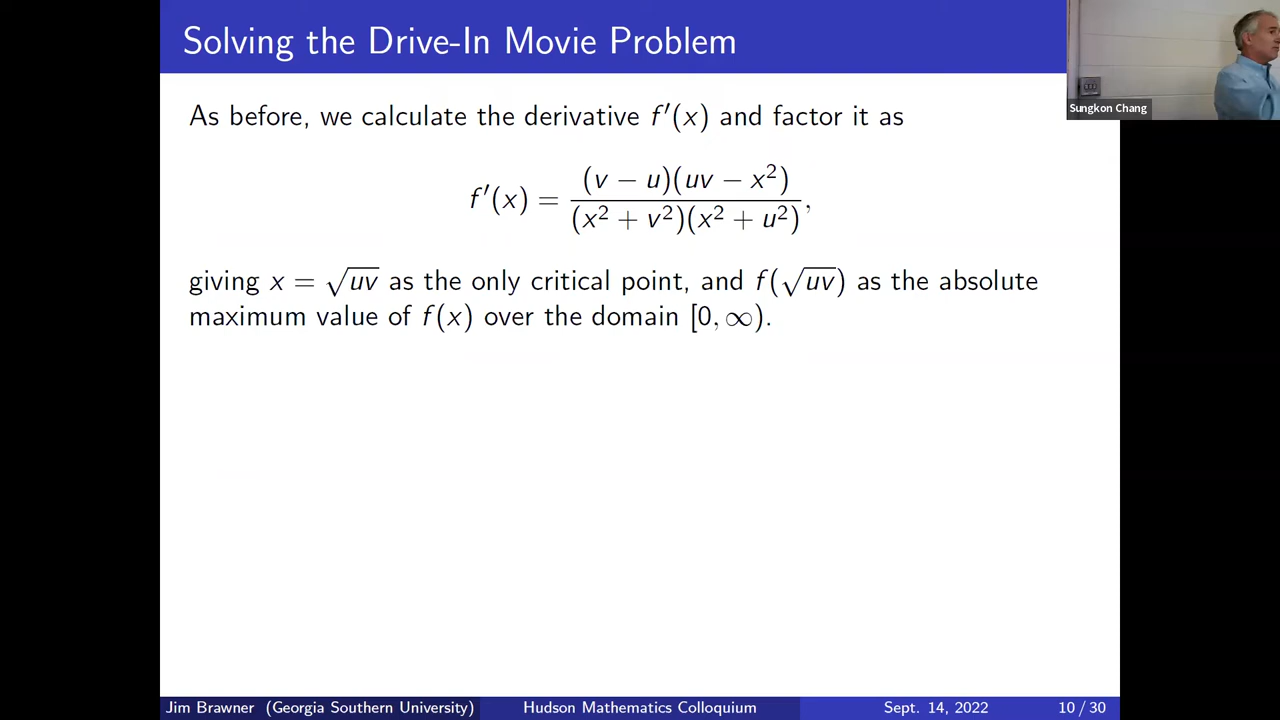 Solving the Drive-In Movie Problem
Sungkon Chang
As before, we calculate the derivative f′(x) and factor it as
f′(x) = (v − u)(uv − x²) / (x² + v²)(x² + u²),
giving x = √uv as the only critical point, and f(√uv) as the absolute
maximum value of f(x) over the domain [0, ∞).
Jim Brawner (Georgia Southern University) Hudson Mathematics Colloquium Sept. 14, 2022 10 / 30